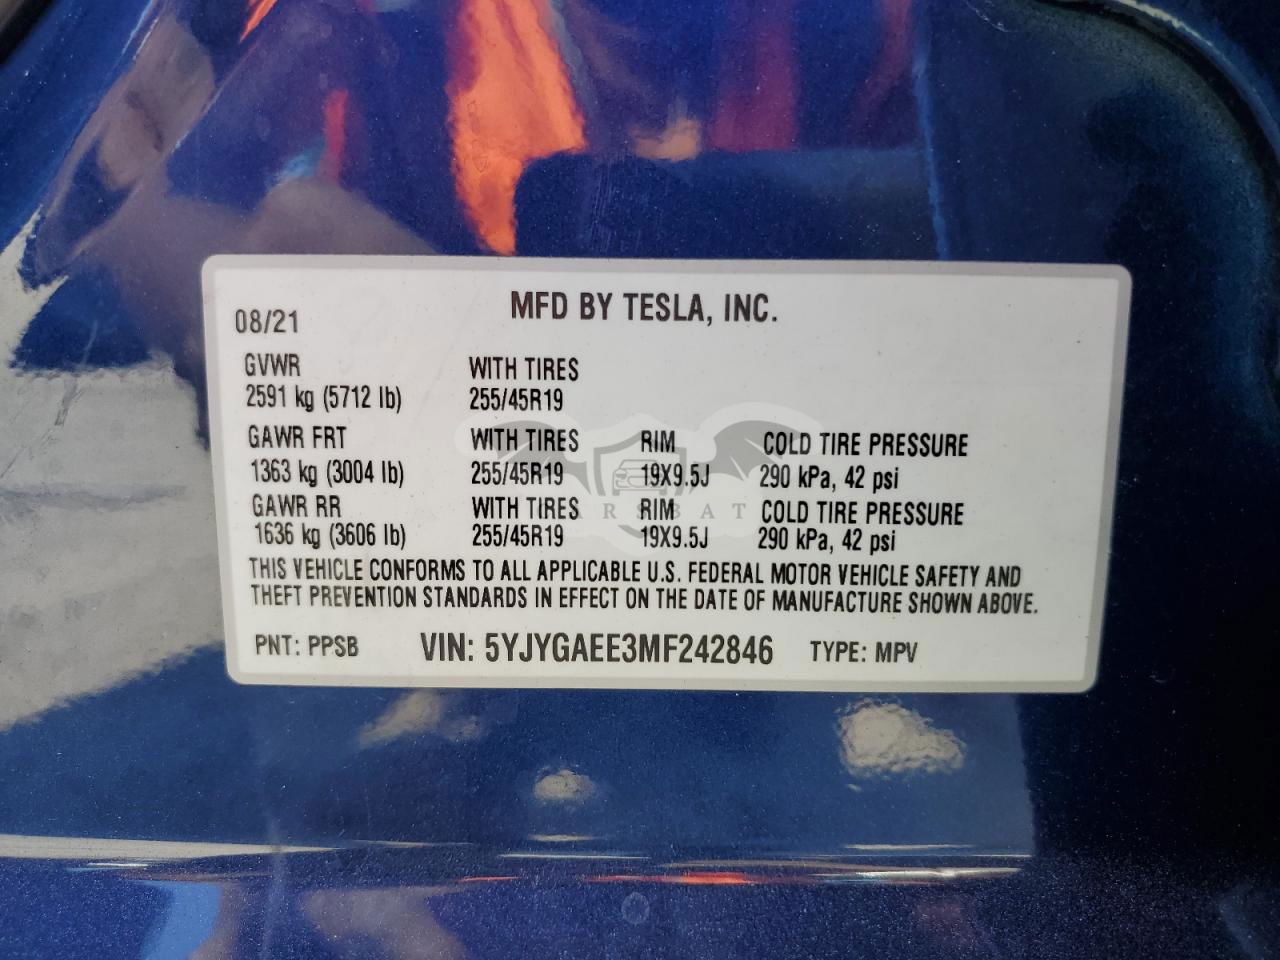 MFD BY TESLA, INC.
08/21
GVWR WITH TIRES
2591 kg (5712 lb) 255/45R19
GAWR FRT WITH TIRES RIM COLD TIRE PRESSURE
1363 kg (3004 lb) 255/45R19 19X9.5J 290 kPa, 42 psi
GAWR RR WITH TIRES RIM COLD TIRE PRESSURE
1636 kg (3606 lb) 255/45R19 19X9.5J 290 kPa, 42 psi
THIS VEHICLE CONFORMS TO ALL APPLICABLE U.S. FEDERAL MOTOR VEHICLE SAFETY AND
THEFT PREVENTION STANDARDS IN EFFECT ON THE DATE OF MANUFACTURE SHOWN ABOVE.
PNT: PPSB VIN: 5YJYGAEE3MF242846 TYPE: MPV